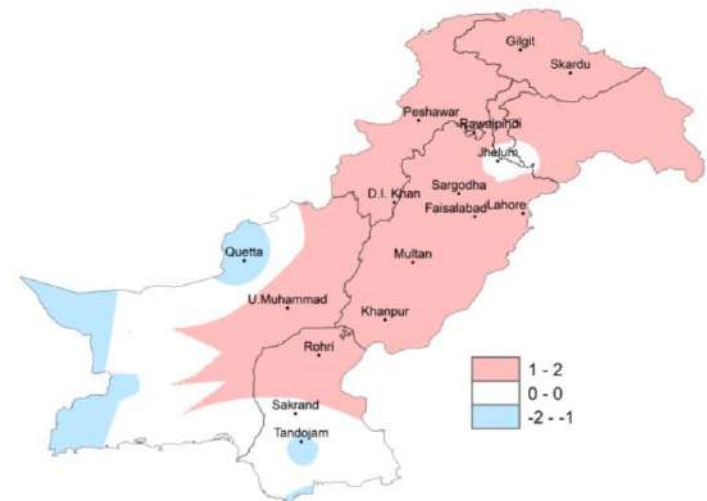 Gilgit
Skardu
Peshawar
Rawalpindi
Jhelum
Sargodha
D.I. Khan
Faisalabad
Lahore
Quetta
Multan
U.Muhammad
Khanpur
Rohri
Sakrand
Tandojam
1 - 2
0 - 0
-2 - -1